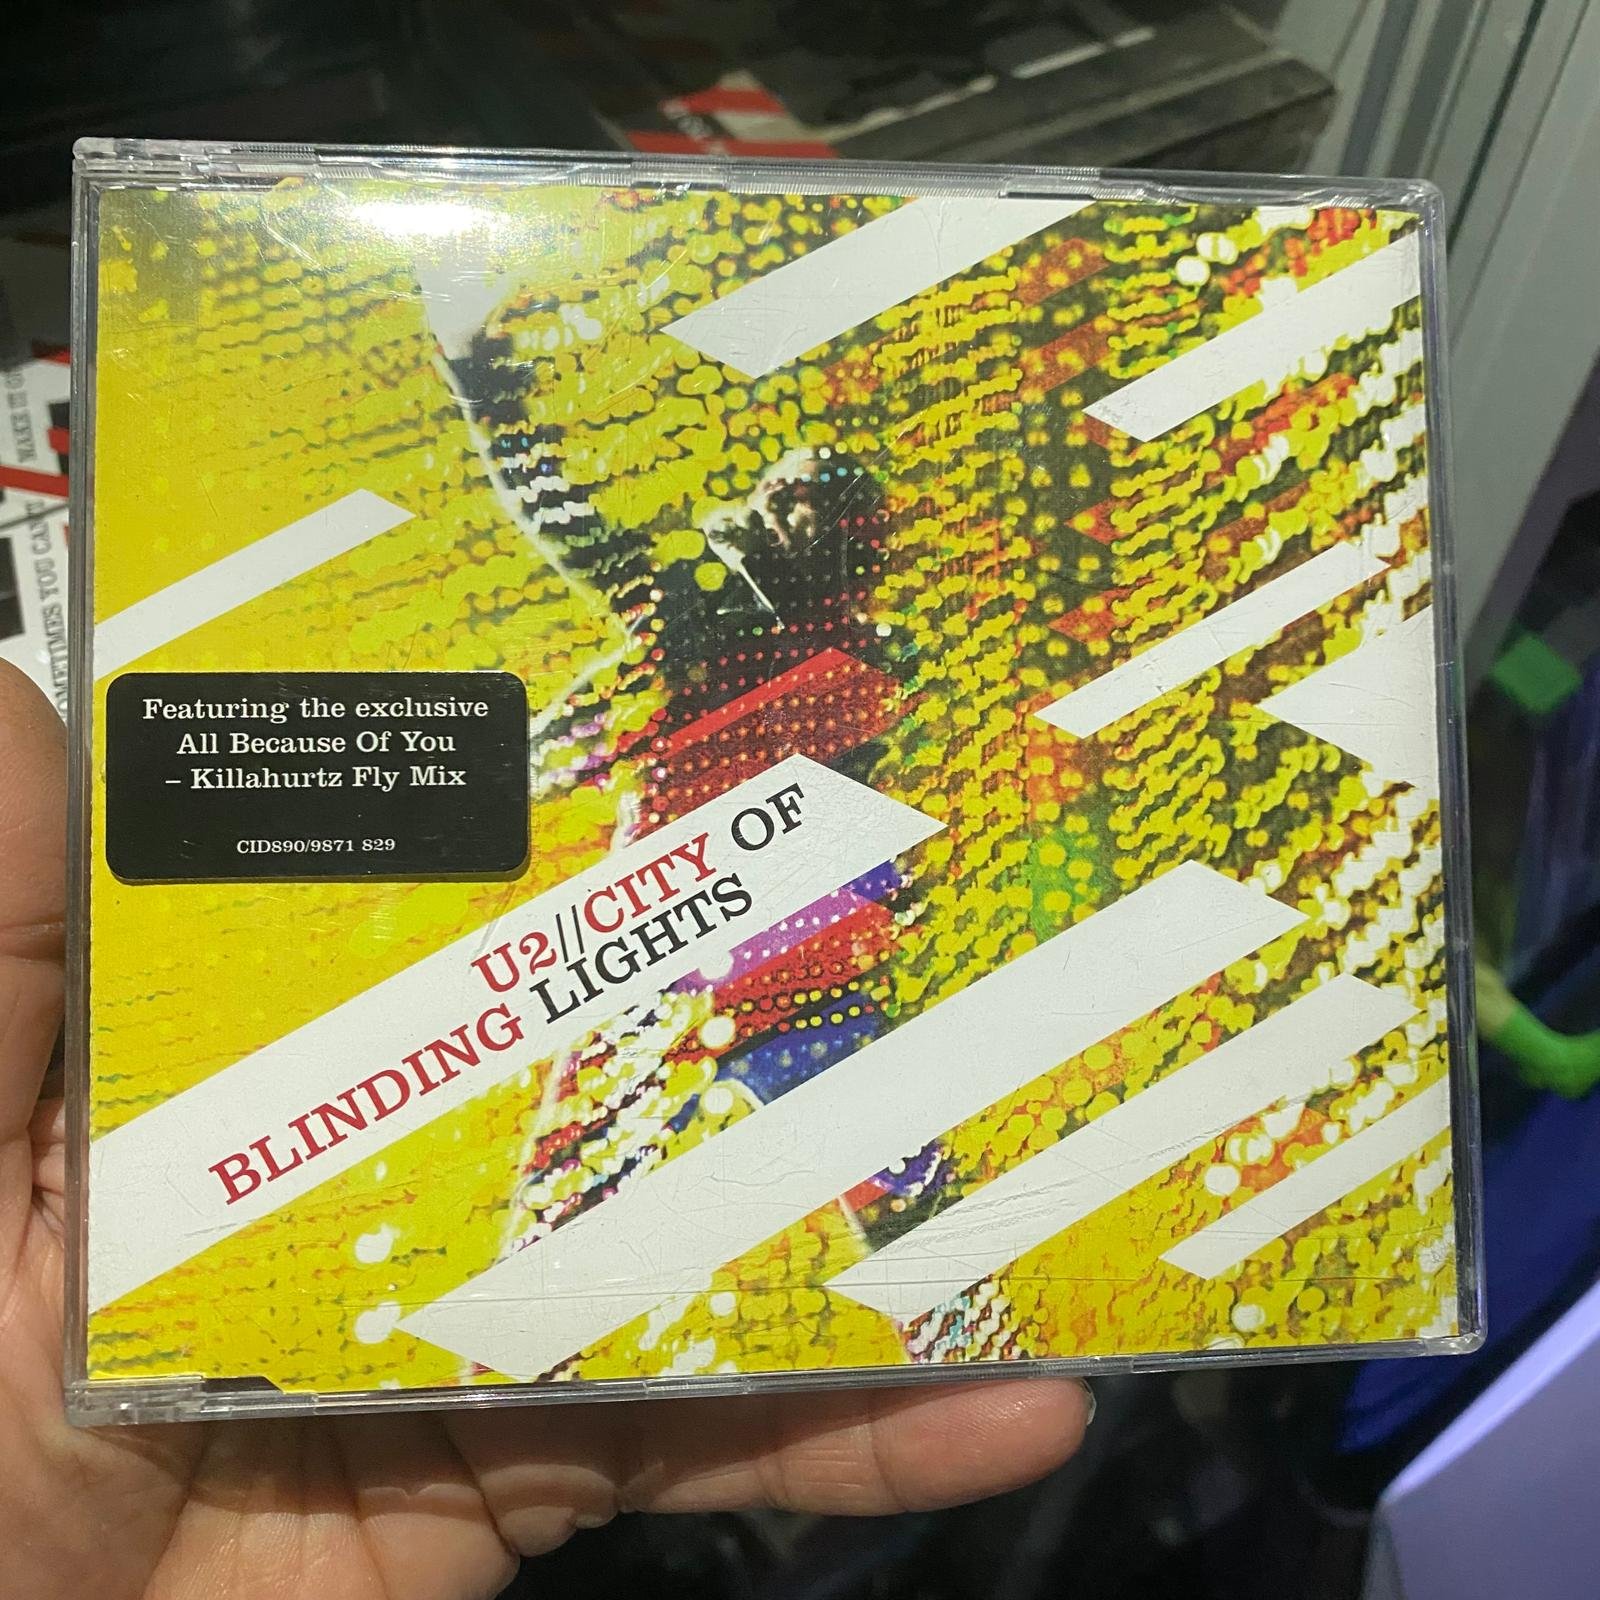 Featuring the exclusive
All Because Of You
– Killahurtz Fly Mix
CID890/9871 829
U2//CITY OF
BLINDING LIGHTS